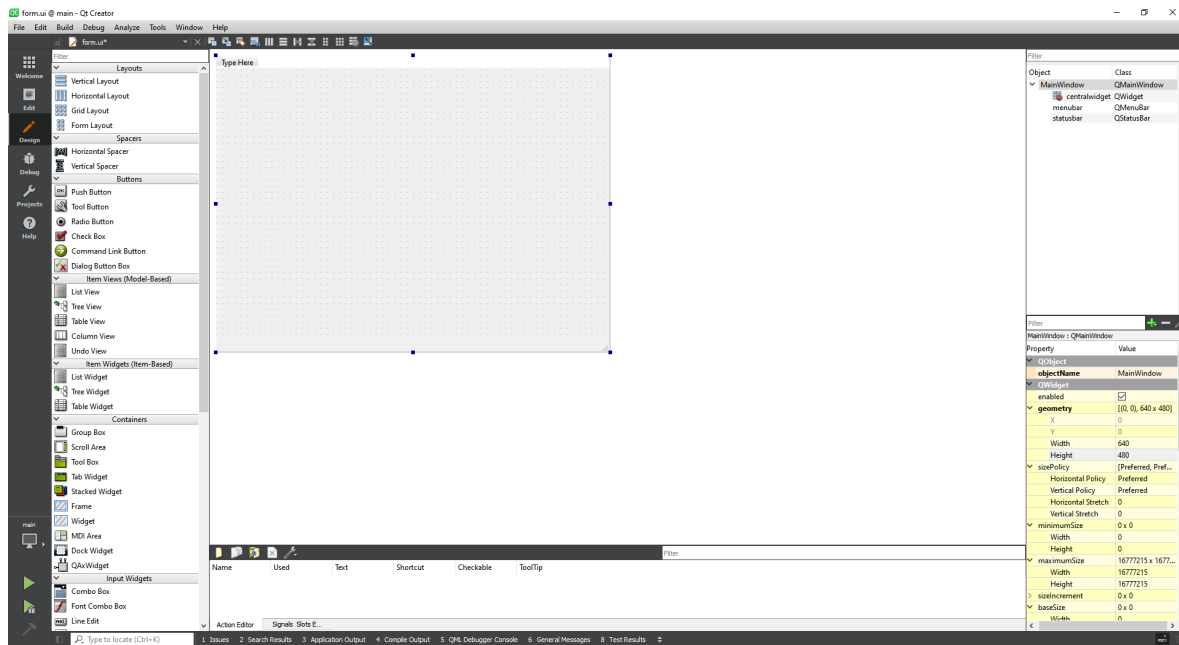 form.ui @ main - Qt Creator
File Edit Build Debug Analyze Tools Window Help
form.ui*
Welcome
Edit
Design
Debug
Projects
Help
main
Filter
Layouts
Vertical Layout
Horizontal Layout
Grid Layout
Form Layout
Spacers
Horizontal Spacer
Vertical Spacer
Buttons
Push Button
Tool Button
Radio Button
Check Box
Command Link Button
Dialog Button Box
Item Views (Model-Based)
List View
Tree View
Table View
Column View
Undo View
Item Widgets (Item-Based)
List Widget
Tree Widget
Table Widget
Containers
Group Box
Scroll Area
Tool Box
Tab Widget
Stacked Widget
Frame
Widget
MDI Area
Dock Widget
QAxWidget
Input Widgets
Combo Box
Font Combo Box
Line Edit
Type Here
Filter
Name Used Text Shortcut Checkable ToolTip
Action Editor Signals Slots E...
Filter
Object Class
MainWindow QMainWindow
centralwidget QWidget
menubar QMenuBar
statusbar QStatusBar
Filter
MainWindow : QMainWindow
Property Value
QObject
objectName MainWindow
QWidget
enabled
geometry [(0, 0), 640 x 480]
X 0
Y 0
Width 640
Height 480
sizePolicy [Preferred, Pref...
Horizontal Policy Preferred
Vertical Policy Preferred
Horizontal Stretch 0
Vertical Stretch 0
minimumSize 0 x 0
Width 0
Height 0
maximumSize 16777215 x 1677...
Width 16777215
Height 16777215
sizeIncrement 0 x 0
baseSize 0 x 0
Width 0
Type to locate (Ctrl+K) 1 Issues 2 Search Results 3 Application Output 4 Compile Output 5 QML Debugger Console 6 General Messages 8 Test Results